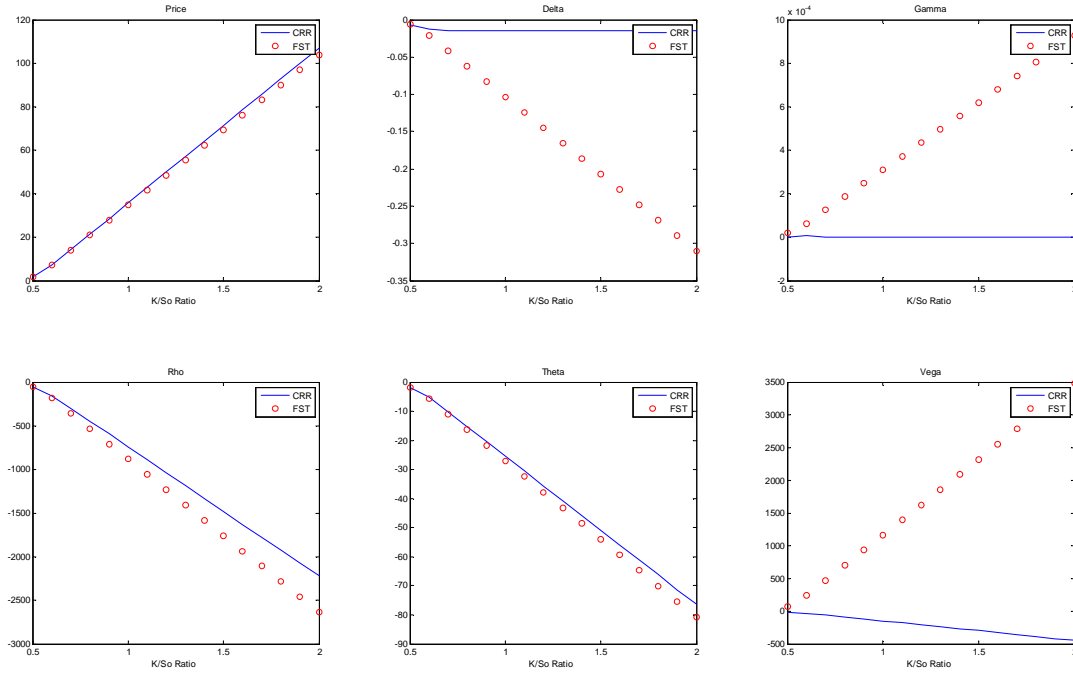 Price
Delta
Gamma
x 10⁻⁴
120
100
80
60
40
20
0
0.5
1
1.5
2
K/So Ratio
CRR
FST
0
-0.05
-0.1
-0.15
-0.2
-0.25
-0.3
-0.35
0.5
1
1.5
2
K/So Ratio
CRR
FST
10
8
6
4
2
0
-2
0.5
1
1.5
K/So Ratio
CRR
FST
Rho
Theta
Vega
0
-500
-1000
-1500
-2000
-2500
-3000
0.5
1
1.5
2
K/So Ratio
CRR
FST
0
-10
-20
-30
-40
-50
-60
-70
-80
-90
0.5
1
1.5
2
K/So Ratio
CRR
FST
3500
3000
2500
2000
1500
1000
500
0
-500
0.5
1
1.5
K/So Ratio
CRR
FST